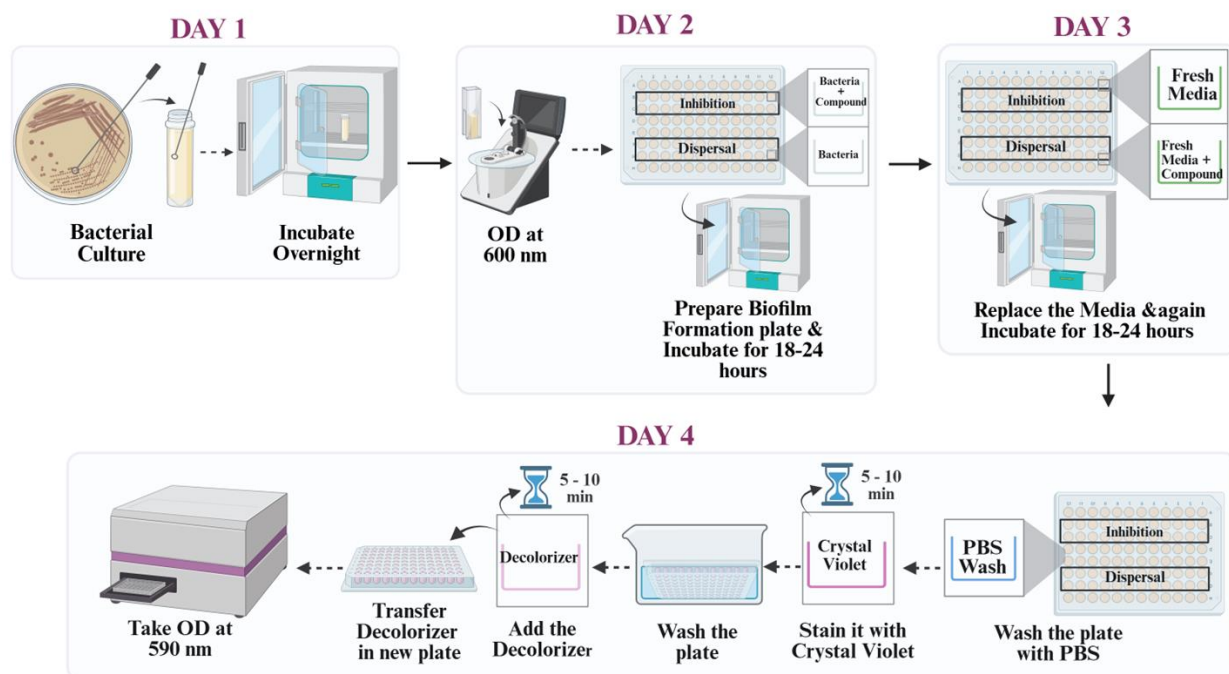 DAY 1
Bacterial
Culture
Incubate
Overnight
DAY 2
OD at
600 nm
Inhibition
Dispersal
Bacteria
+
Compound
Bacteria
Prepare Biofilm
Formation plate &
Incubate for 18-24
hours
DAY 3
Inhibition
Dispersal
Fresh
Media
Fresh
Media +
Compound
Replace the Media &again
Incubate for 18-24 hours
DAY 4
Take OD at
590 nm
Transfer
Decolorizer
in new plate
5 - 10
min
Decolorizer
Add the
Decolorizer
Wash the
plate
5 - 10
min
Crystal
Violet
Stain it with
Crystal Violet
PBS
Wash
Inhibition
Dispersal
Wash the plate
with PBS